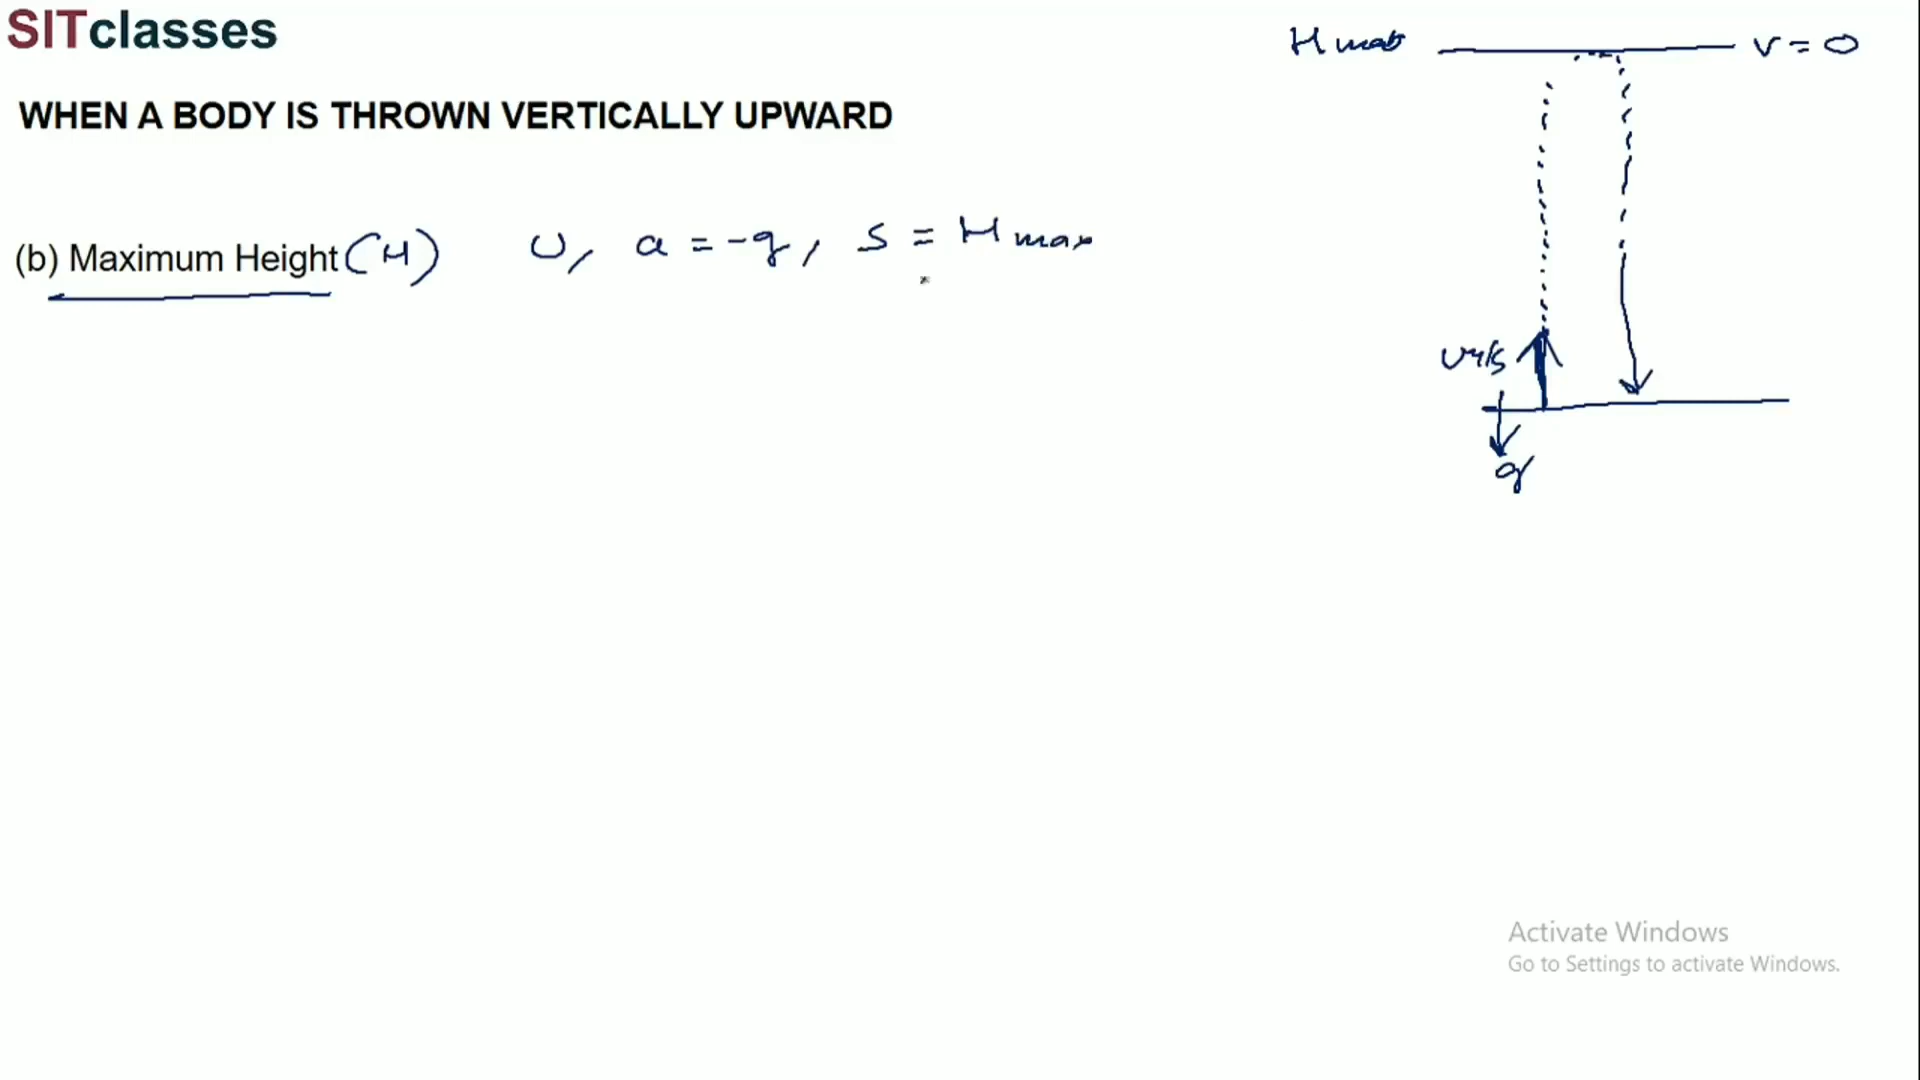 SITclasses
H max v = 0
WHEN A BODY IS THROWN VERTICALLY UPWARD
(b) Maximum Height (H) u, a = -g, s = H max
u m/s
g
Activate Windows
Go to Settings to activate Windows.